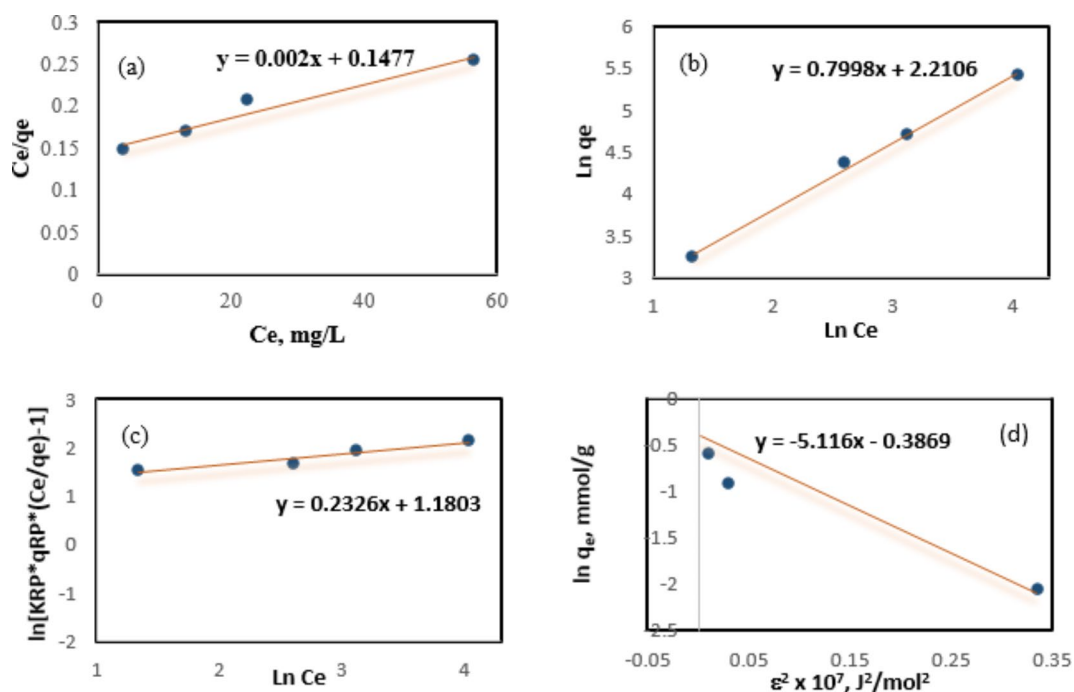 0.3
0.25
0.2
0.15
0.1
0.05
0
Ce/qe
(a)
y = 0.002x + 0.1477
0 20 40 60
Ce, mg/L
6
5.5
5
4.5
4
3.5
3
Ln qe
(b)
y = 0.7998x + 2.2106
1 2 3 4
Ln Ce
3
2
1
0
-1
-2
ln[KRP*qRP*(Ce/qe)-1]
(c)
y = 0.2326x + 1.1803
1 2 3 4
Ln Ce
0
-0.5
-1
-1.5
-2
-2.5
ln qe, mmol/g
y = -5.116x - 0.3869
(d)
-0.05 0.05 0.15 0.25 0.35
ε² x 10⁷, J²/mol²